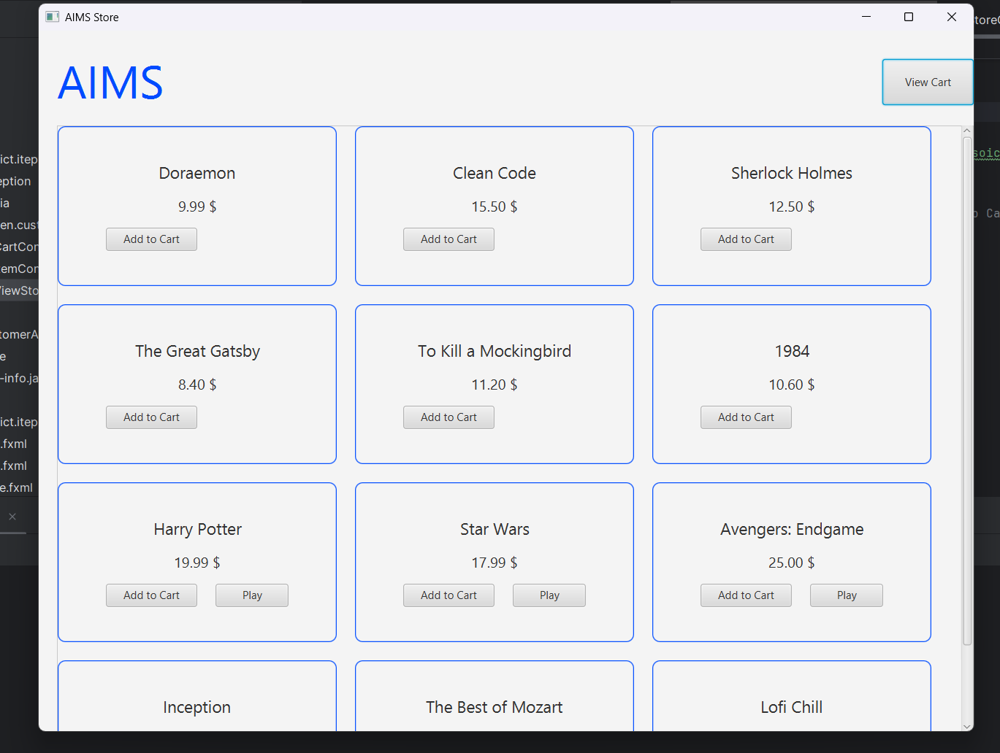 AIMS Store
AIMS
View Cart
Doraemon
9.99 $
Add to Cart
Clean Code
15.50 $
Add to Cart
Sherlock Holmes
12.50 $
Add to Cart
The Great Gatsby
8.40 $
Add to Cart
To Kill a Mockingbird
11.20 $
Add to Cart
1984
10.60 $
Add to Cart
Harry Potter
19.99 $
Add to Cart Play
Star Wars
17.99 $
Add to Cart Play
Avengers: Endgame
25.00 $
Add to Cart Play
Inception
The Best of Mozart
Lofi Chill
ict.itep
eption
ia
en.cust
CartCon
temCon
ViewSto
tomerA
e
-info.ja
ict.itep
.fxml
.fxml
e.fxml
soic
Ca